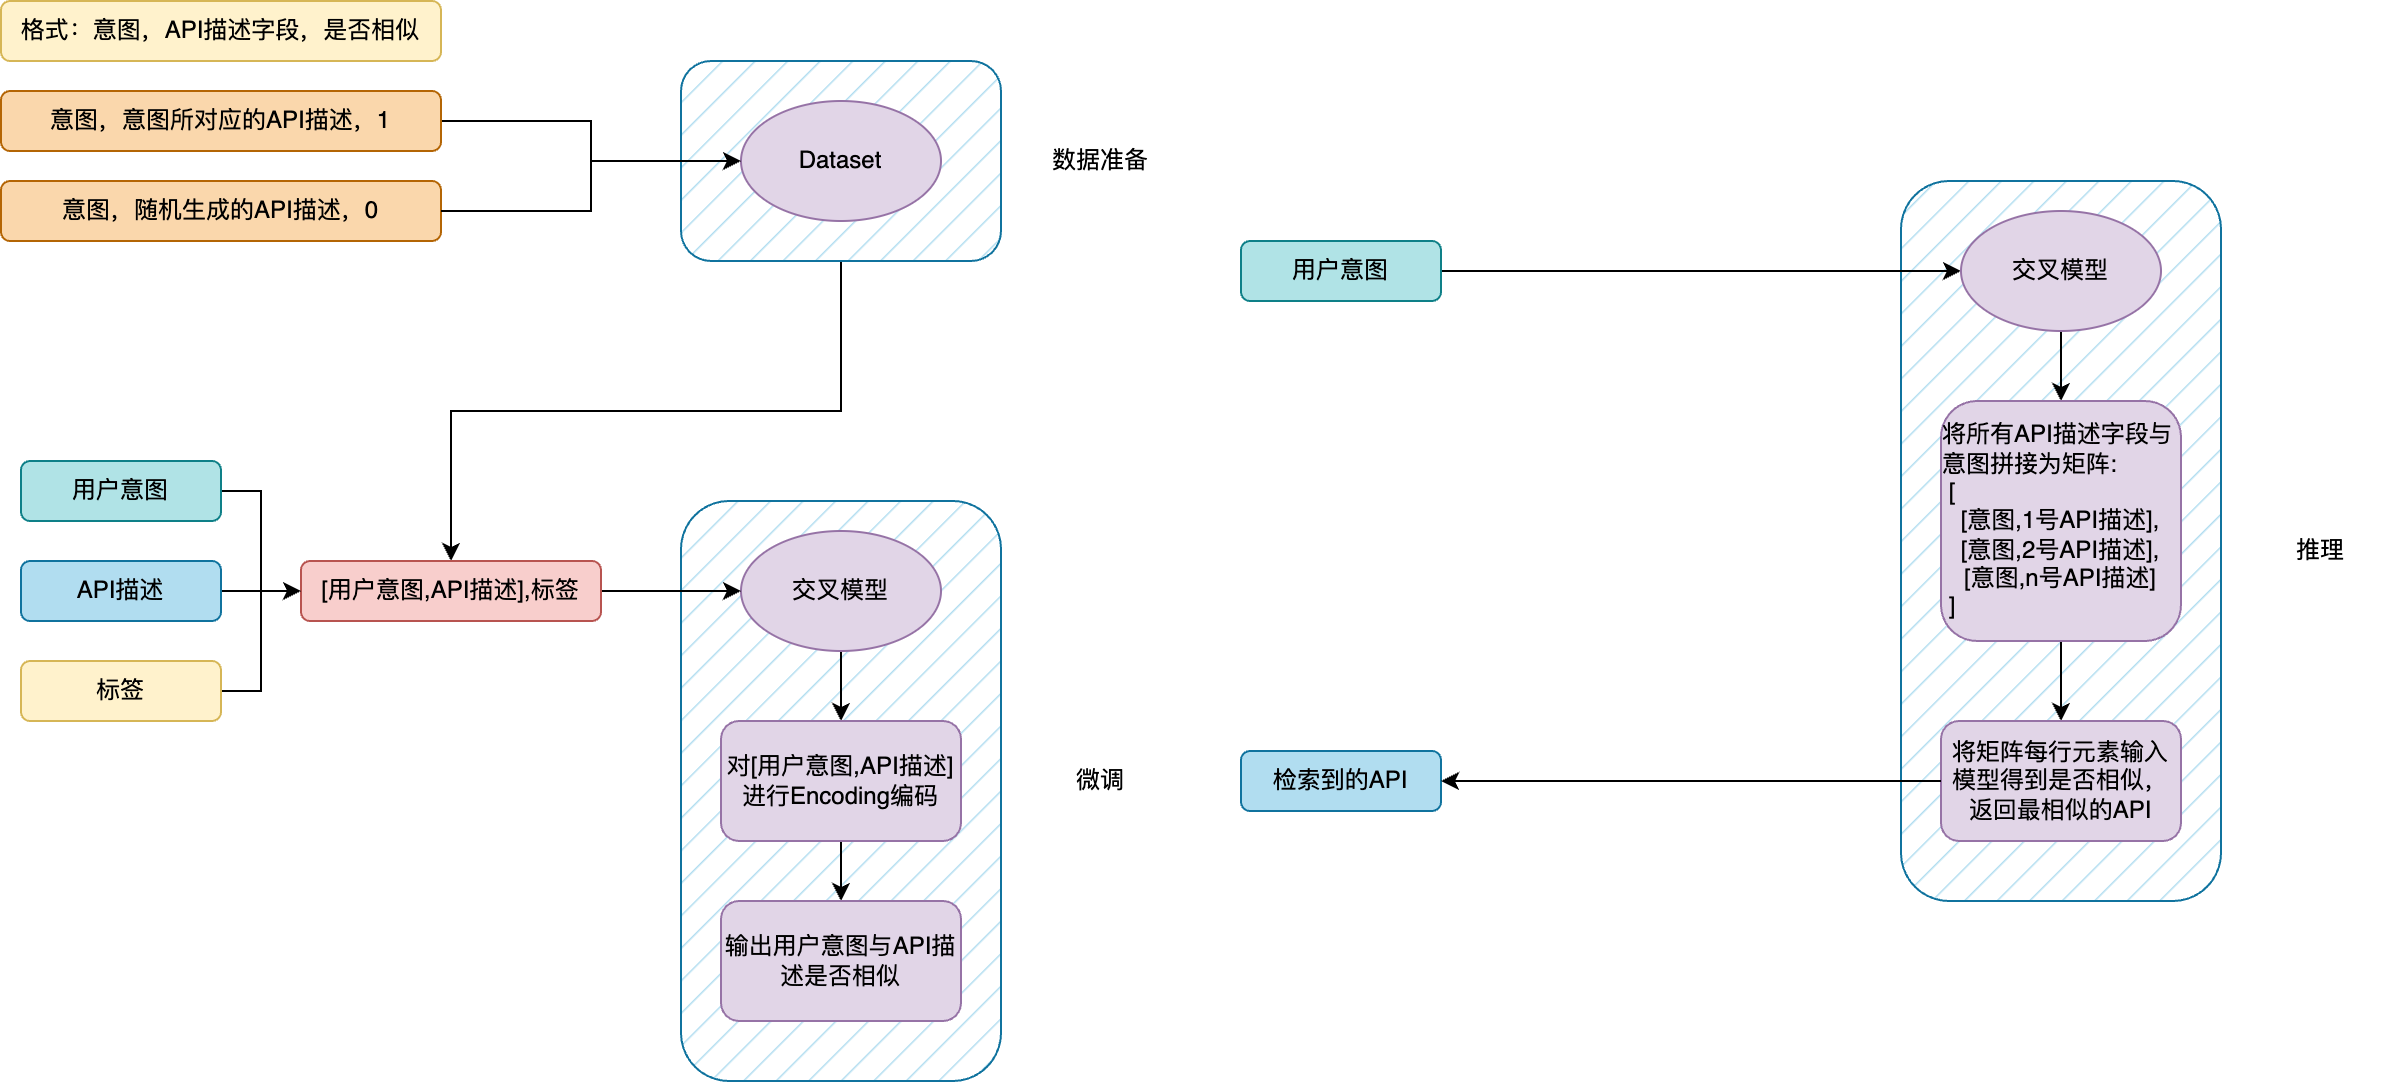 格式：意图，API描述字段，是否相似
意图，意图所对应的API描述，1
意图，随机生成的API描述，0
Dataset
数据准备
用户意图
API描述
标签
[用户意图,API描述],标签
交叉模型
对[用户意图,API描述]
进行Encoding编码
输出用户意图与API描
述是否相似
微调
用户意图
交叉模型
将所有API描述字段与
意图拼接为矩阵:
[
[意图,1号API描述],
[意图,2号API描述],
[意图,n号API描述]
]
将矩阵每行元素输入
模型得到是否相似，
返回最相似的API
检索到的API
推理